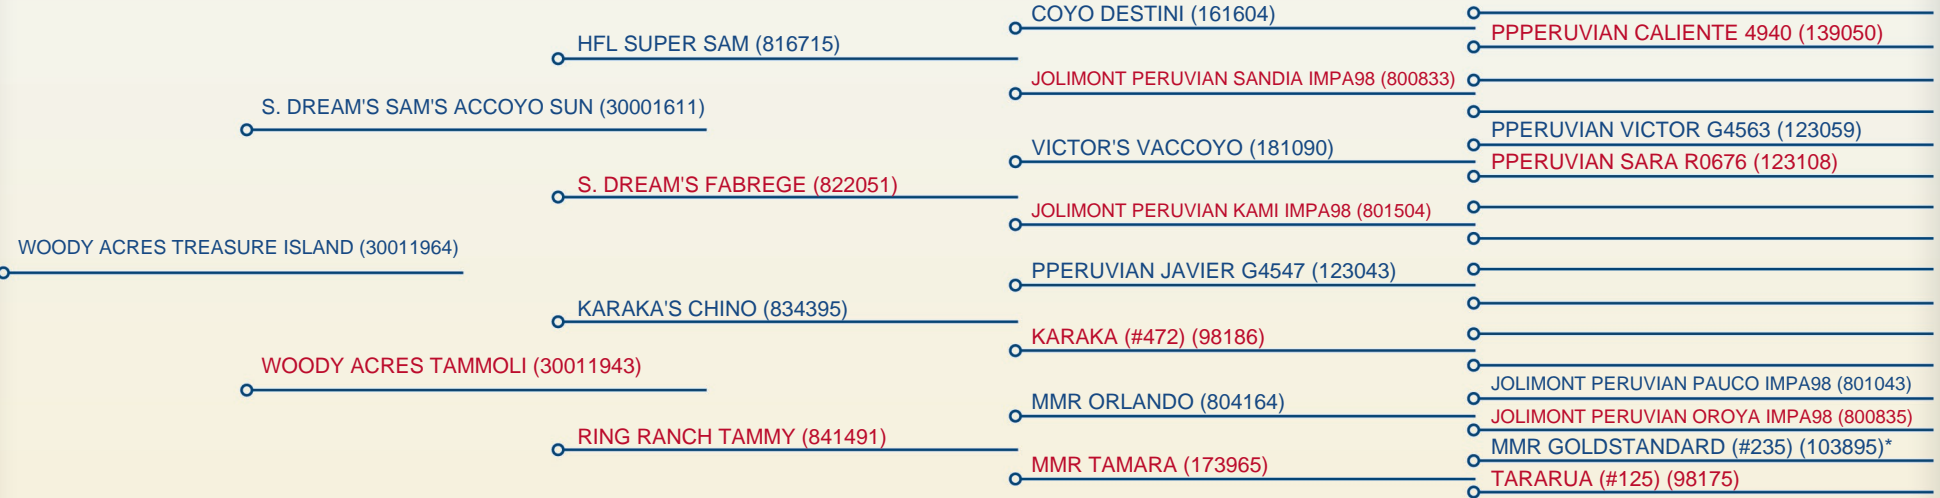 COYO DESTINI (161604)
PPPERUVIAN CALIENTE 4940 (139050)
HFL SUPER SAM (816715)
JOLIMONT PERUVIAN SANDIA IMPA98 (800833)
S. DREAM'S SAM'S ACCOYO SUN (30001611)
PPERUVIAN VICTOR G4563 (123059)
VICTOR'S VACCOYO (181090)
PPERUVIAN SARA R0676 (123108)
S. DREAM'S FABREGE (822051)
JOLIMONT PERUVIAN KAMI IMPA98 (801504)
WOODY ACRES TREASURE ISLAND (30011964)
PPERUVIAN JAVIER G4547 (123043)
KARAKA'S CHINO (834395)
KARAKA (#472) (98186)
WOODY ACRES TAMMOLI (30011943)
JOLIMONT PERUVIAN PAUCO IMPA98 (801043)
MMR ORLANDO (804164)
JOLIMONT PERUVIAN OROYA IMPA98 (800835)
RING RANCH TAMMY (841491)
MMR GOLDSTANDARD (#235) (103895)*
MMR TAMARA (173965)
TARARUA (#125) (98175)